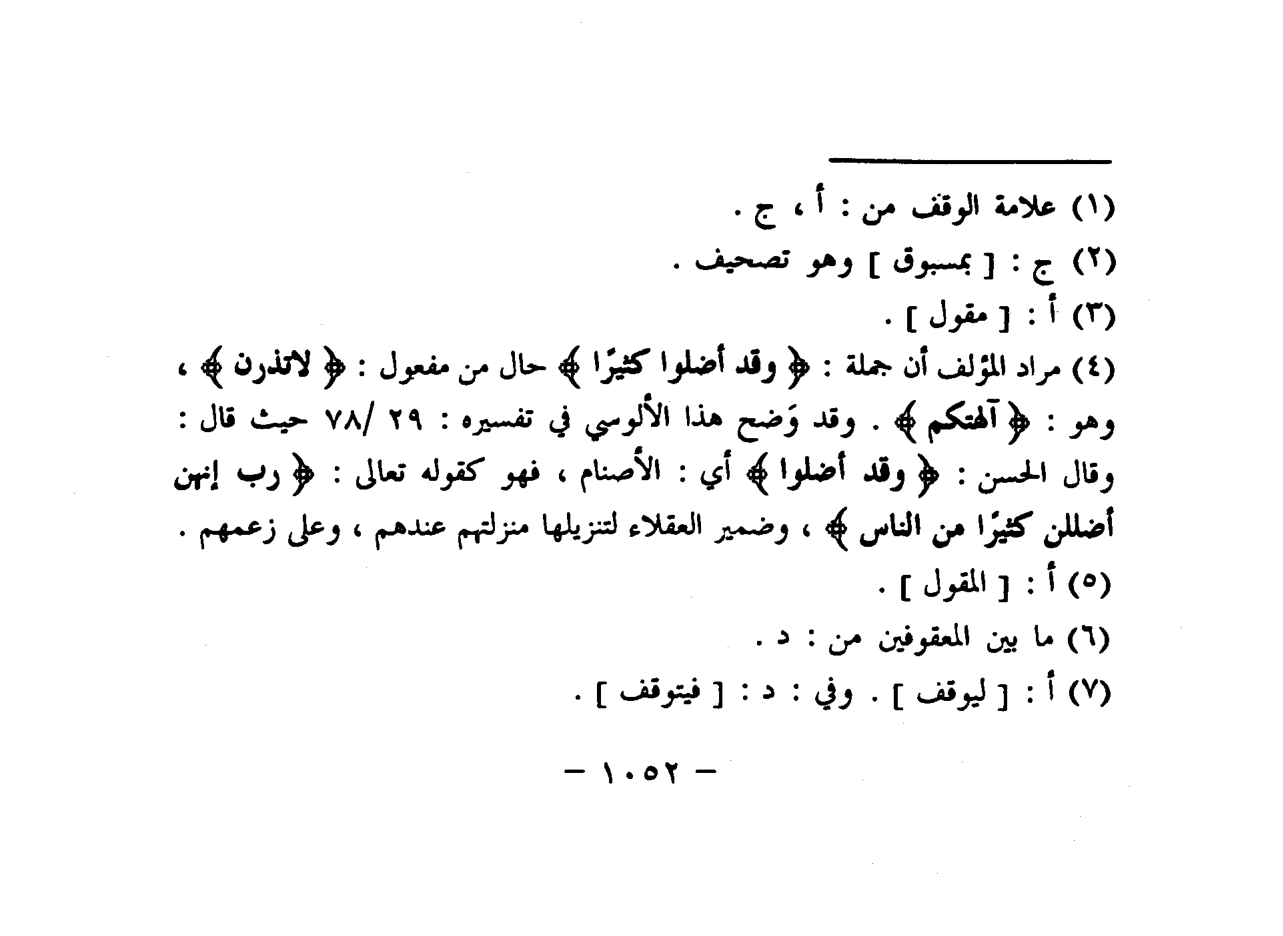 (١) علامة الوقف من : أ ، ج .
(٢) ج : [ بمسبوق ] وهو تصحيف .
(٣) أ : [ مقول ] .
(٤) مراد المؤلف أن جملة : ﴿ وقد أضلوا كثيرًا ﴾ حال من مفعول : ﴿ لاتذرن ﴾ ،
وهو : ﴿ آلهتكم ﴾ . وقد وَضح هذا الألوسي في تفسيره : ٢٩ /٧٨ حيث قال :
وقال الحسن : ﴿ وقد أضلوا ﴾ أي : الأصنام ، فهو كقوله تعالى : ﴿ رب إنهن
أضللن كثيرًا من الناس ﴾ ، وضمير العقلاء لتنزيلها منزلتهم عندهم ، وعلى زعمهم .
(٥) أ : [ المقول ] .
(٦) ما بين المعقوفين من : د .
(٧) أ : [ ليوقف ] . وفي : د : [ فيتوقف ] .
– ١٠٥٢ –